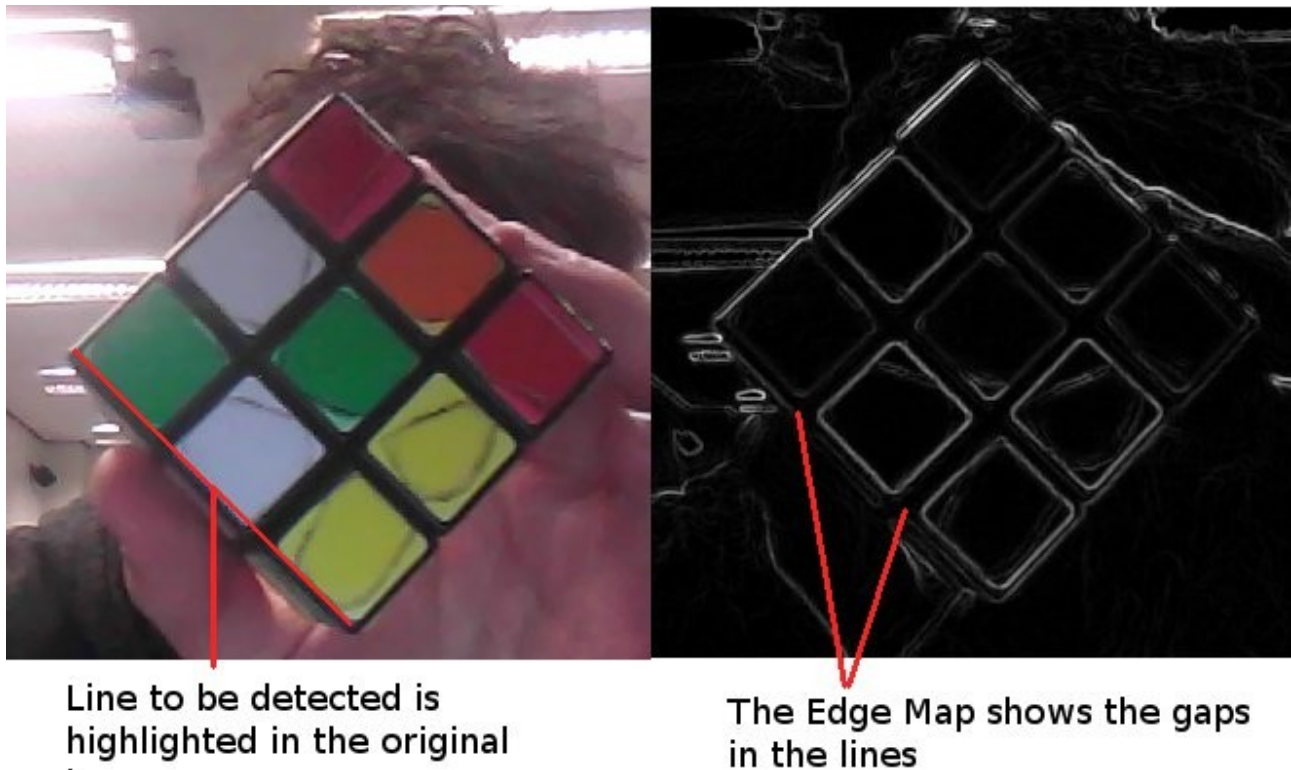 Line to be detected is
highlighted in the original
The Edge Map shows the gaps
in the lines